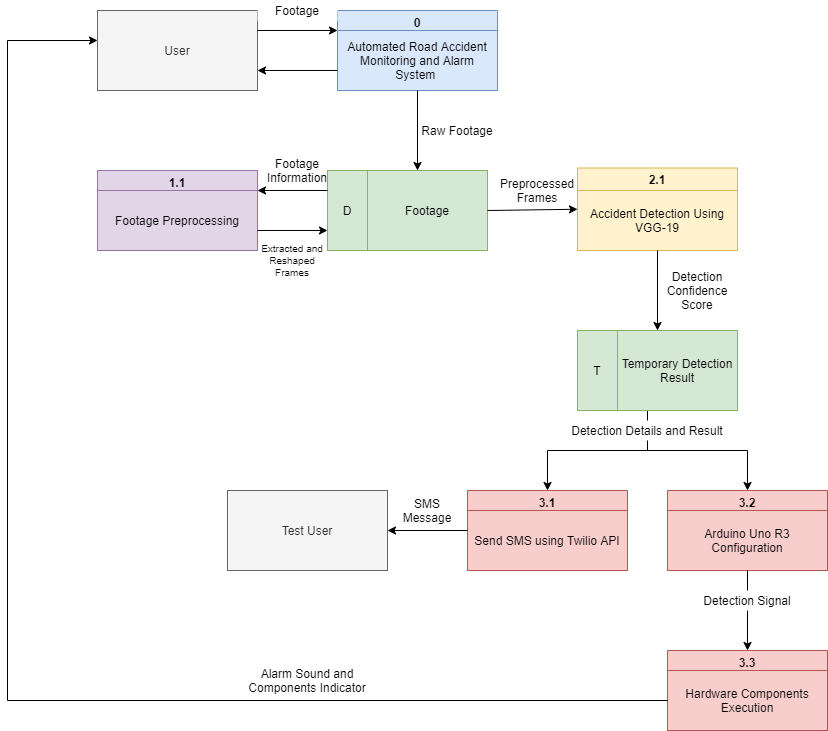 Footage
User
0
Automated Road Accident
Monitoring and Alarm
System
Raw Footage
Footage
Information
1.1
Footage Preprocessing
Extracted and
Reshaped
Frames
D
Footage
Preprocessed
Frames
2.1
Accident Detection Using
VGG-19
Detection
Confidence
Score
T
Temporary Detection
Result
Detection Details and Result
Test User
SMS
Message
3.1
Send SMS using Twilio API
3.2
Arduino Uno R3
Configuration
Detection Signal
3.3
Hardware Components
Execution
Alarm Sound and
Components Indicator